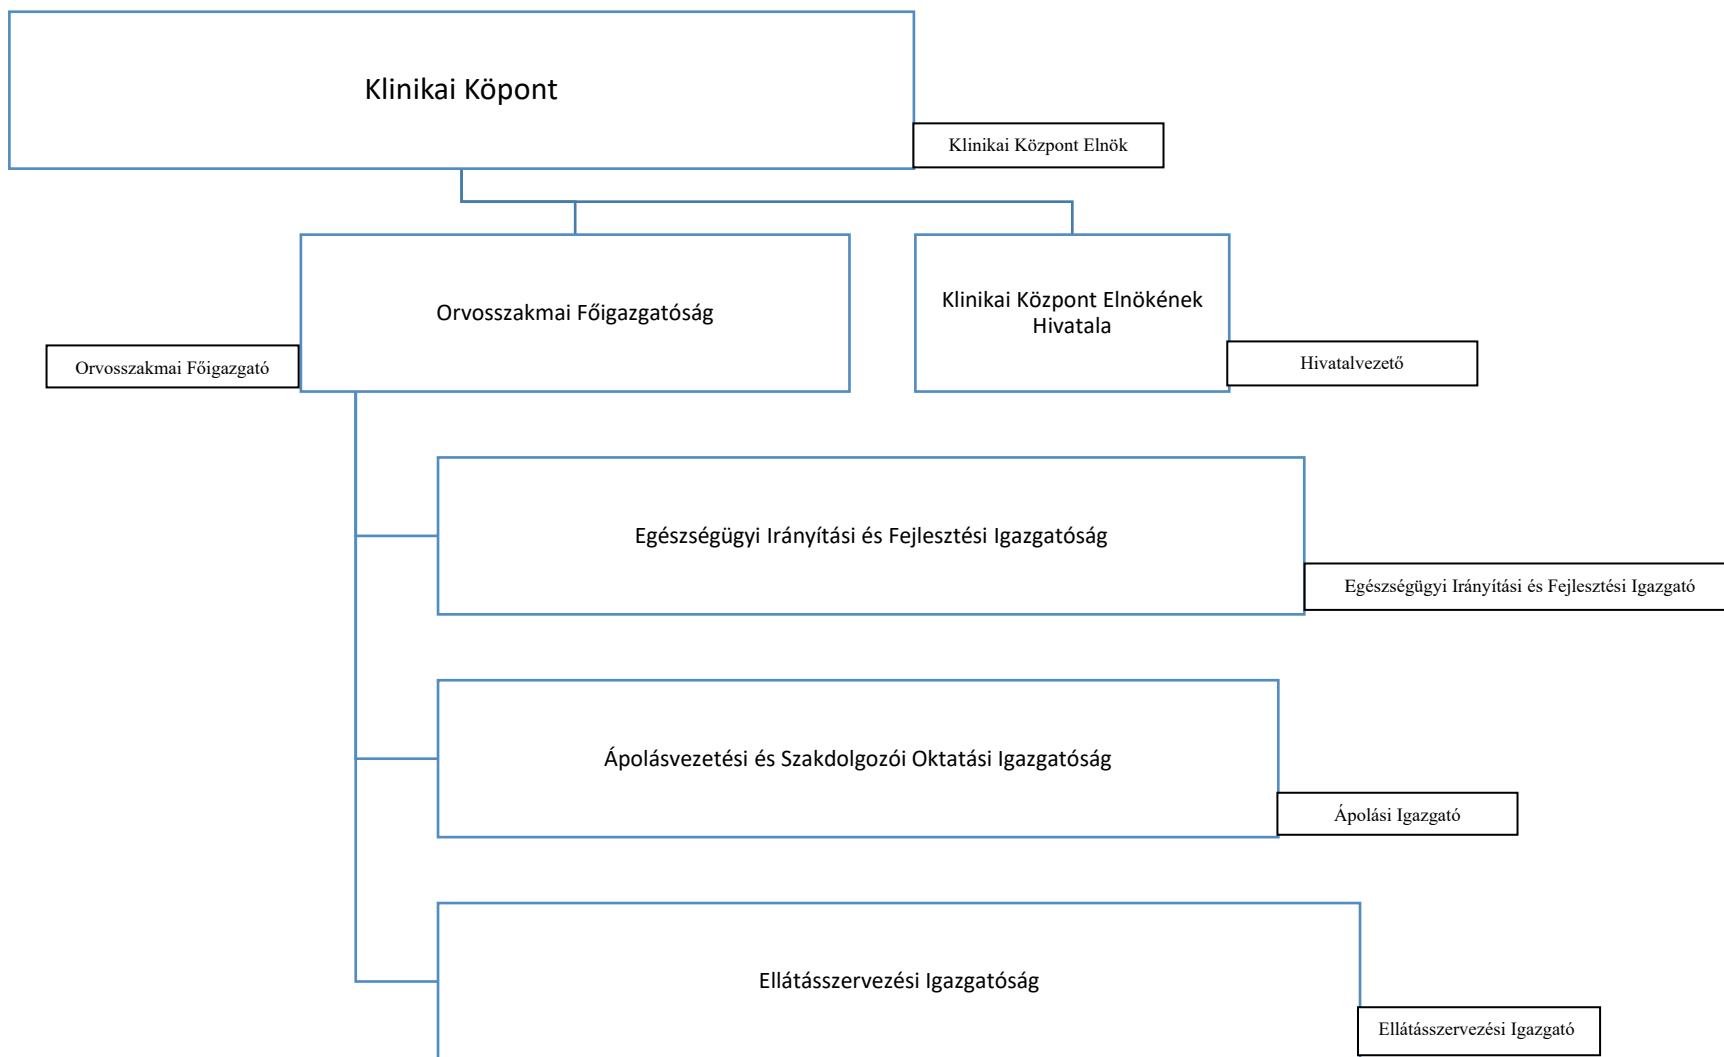 Klinikai Köpont
Klinikai Központ Elnök
Orvosszakmai Főigazgatóság
Orvosszakmai Főigazgató
Klinikai Központ Elnökének
Hivatala
Hivatalvezető
Egészségügyi Irányítási és Fejlesztési Igazgatóság
Egészségügyi Irányítási és Fejlesztési Igazgató
Ápolásvezetési és Szakdolgozói Oktatási Igazgatóság
Ápolási Igazgató
Ellátásszervezési Igazgatóság
Ellátásszervezési Igazgató